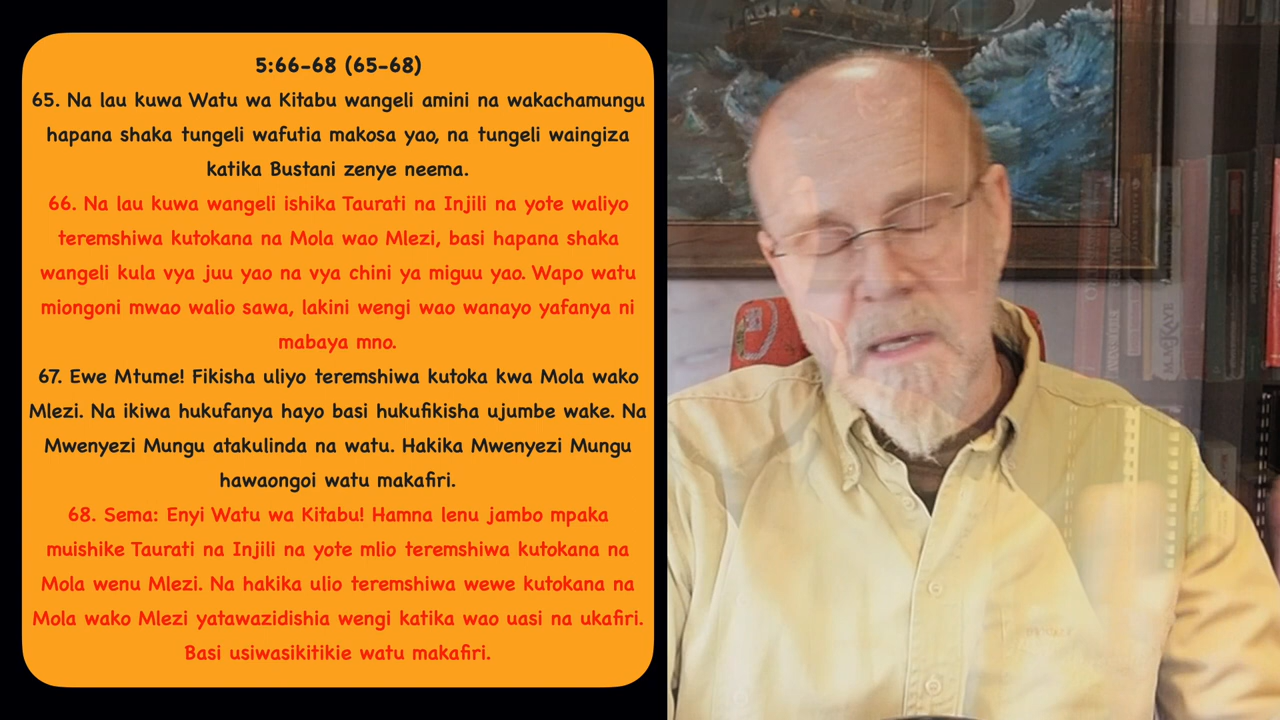 5:66-68 (65-68)
65. Na lau kuwa Watu wa Kitabu wangeli amini na wakachamungu
hapana shaka tungeli wafutia makosa yao, na tungeli waingiza
katika Bustani zenye neema.
66. Na lau kuwa wangeli ishika Taurati na Injili na yote waliyo
teremshiwa kutokana na Mola wao Mlezi, basi hapana shaka
wangeli kula vya juu yao na vya chini ya miguu yao. Wapo watu
miongoni mwao walio sawa, lakini wengi wao wanayo yafanya ni
mabaya mno.
67. Ewe Mtume! Fikisha uliyo teremshiwa kutoka kwa Mola wako
Mlezi. Na ikiwa hukufanya hayo basi hukufikisha ujumbe wake. Na
Mwenyezi Mungu atakulinda na watu. Hakika Mwenyezi Mungu
hawaongoi watu makafiri.
68. Sema: Enyi Watu wa Kitabu! Hamna lenu jambo mpaka
muishike Taurati na Injili na yote mlio teremshiwa kutokana na
Mola wenu Mlezi. Na hakika ulio teremshiwa wewe kutokana na
Mola wako Mlezi yatawazidishia wengi katika wao uasi na ukafiri.
Basi usiwasikitikie watu makafiri.